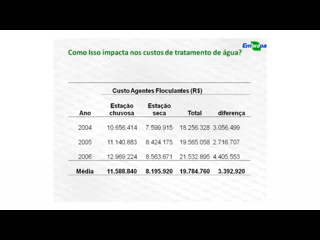 Embrapa
Como Isso impacta nos custos de tratamento de água?
Custo Agentes Floculantes (R$)
Ano Estação chuvosa Estação seca Total diferença
2004 10.656.414 7.599.915 18.256.328 3.056.499
2005 11.140.883 8.424.175 19.565.058 2.716.707
2006 12.969.224 8.563.671 21.532.895 4.405.553
Média 11.588.840 8.195.920 19.784.760 3.392.920